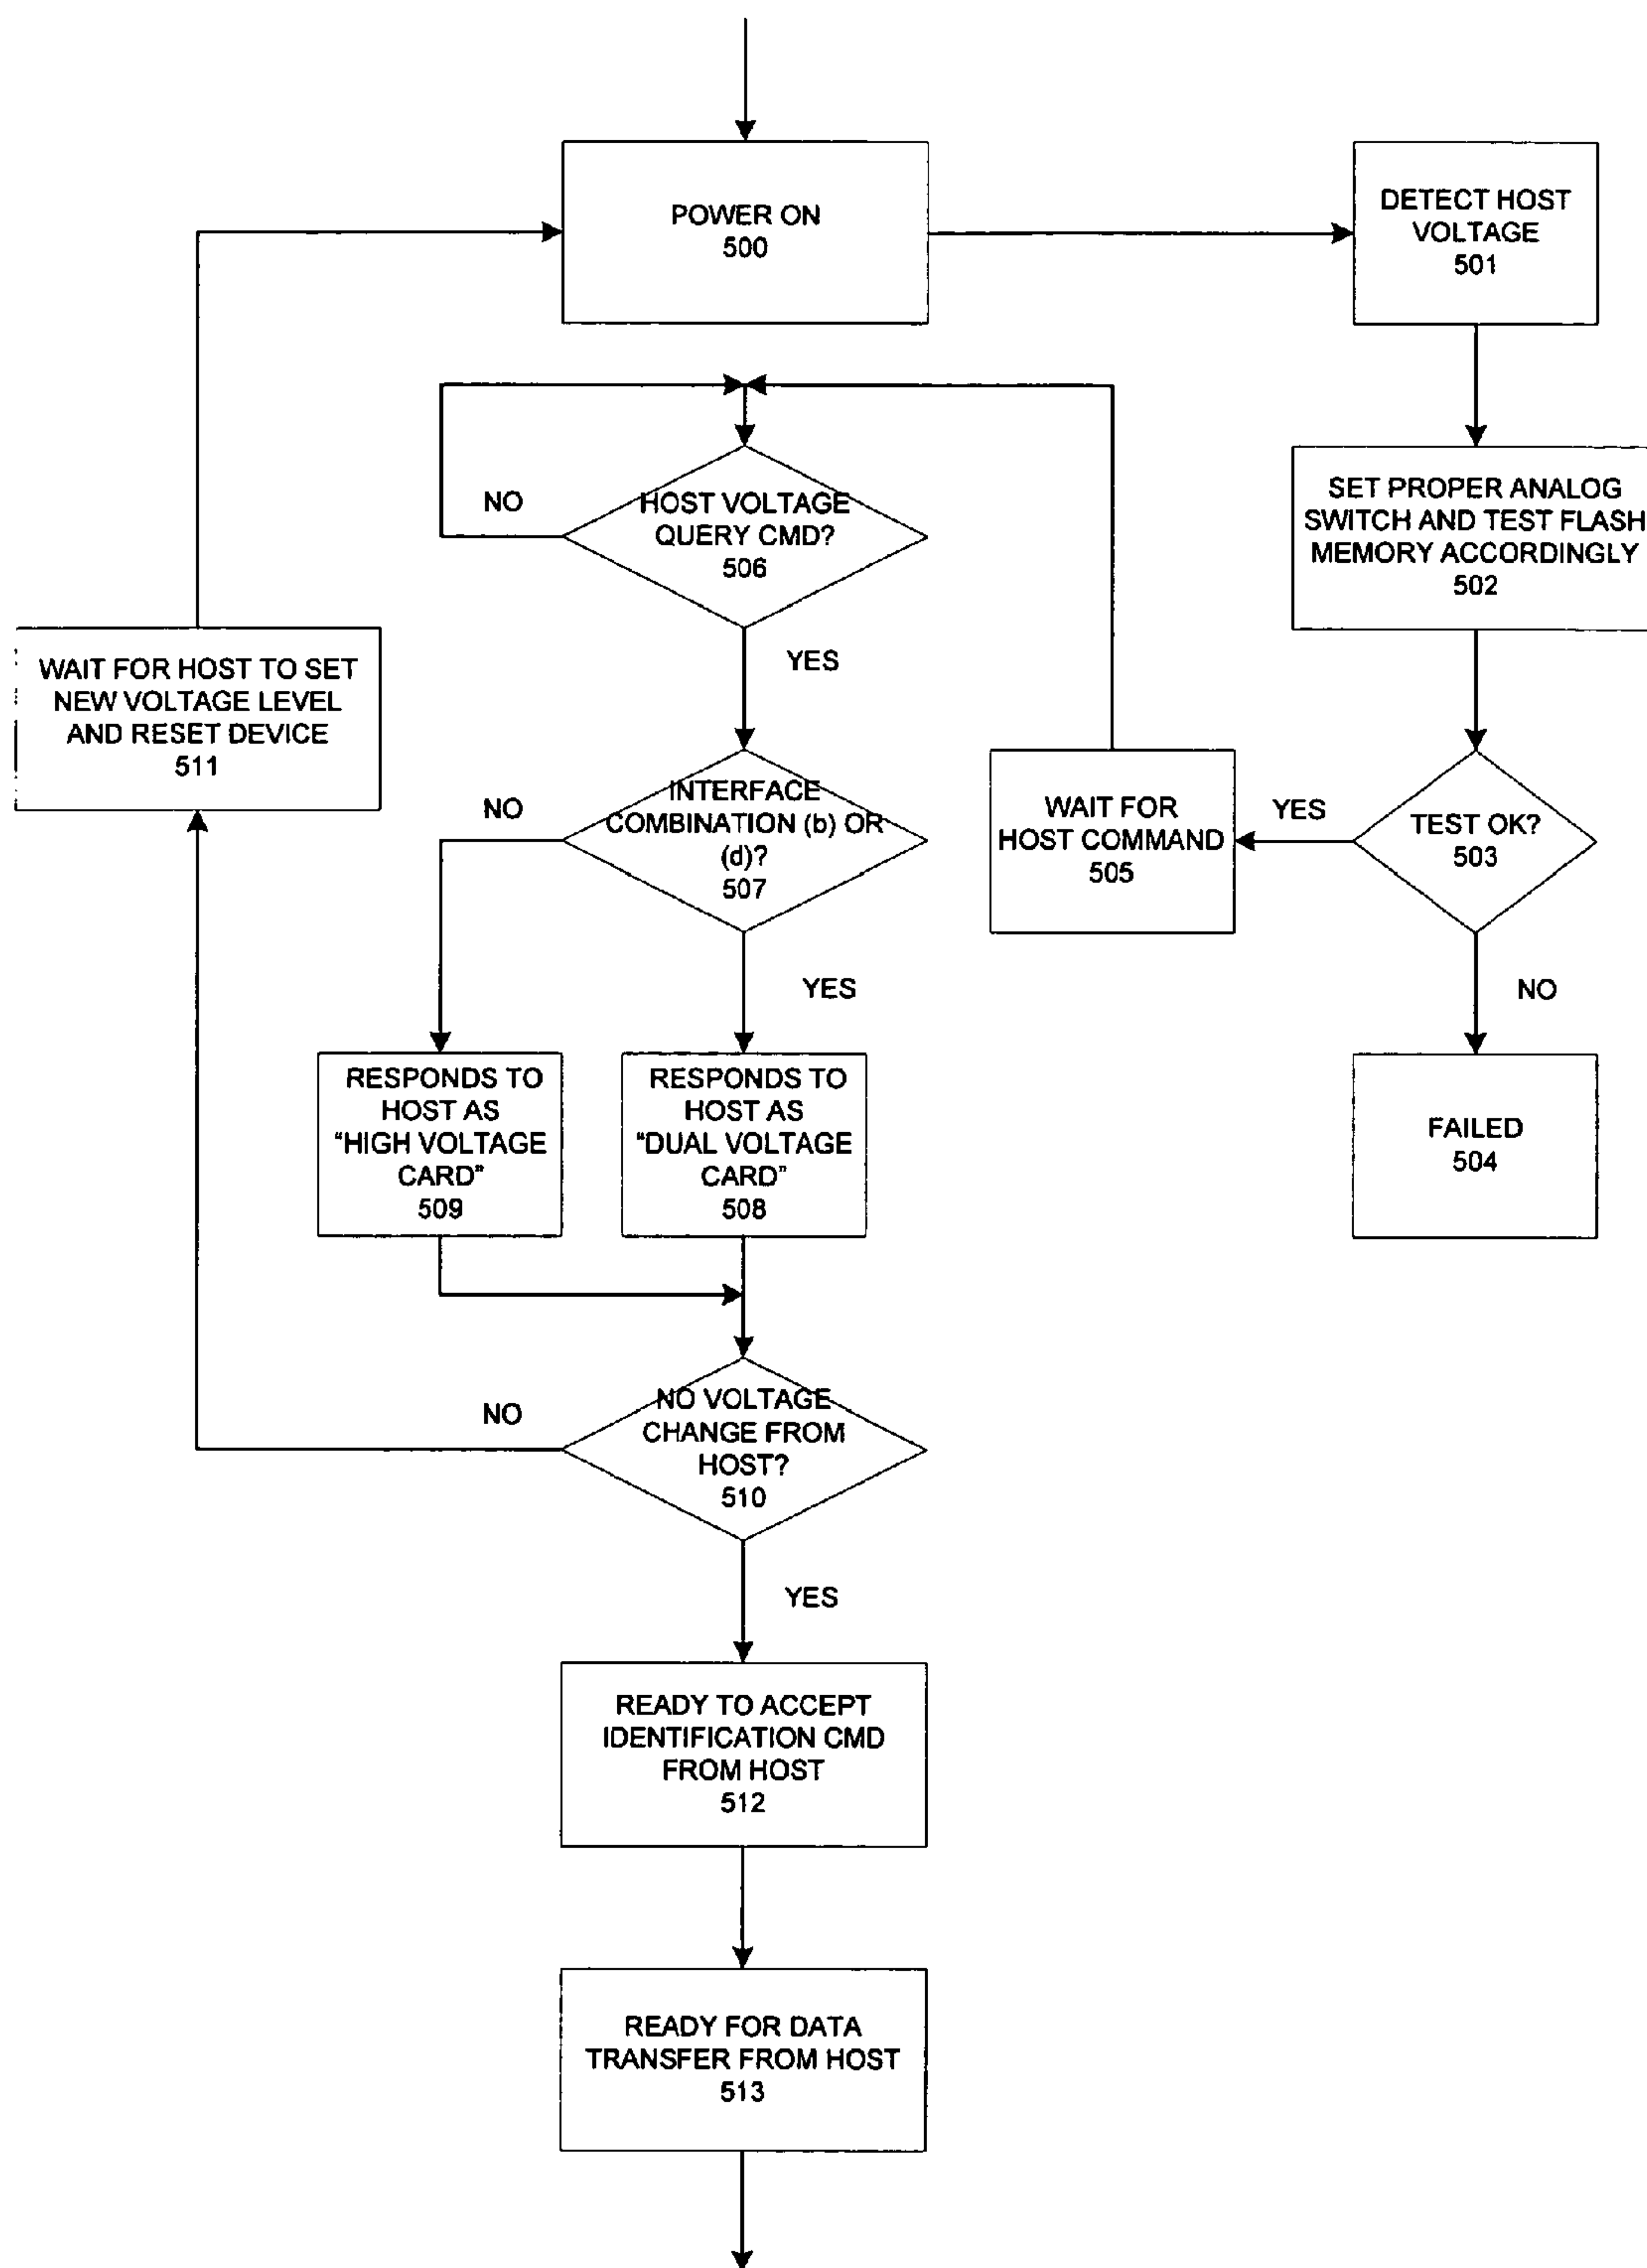 POWER ON
500
DETECT HOST
VOLTAGE
501
SET PROPER ANALOG
SWITCH AND TEST FLASH
MEMORY ACCORDINGLY
502
TEST OK?
503
YES
NO
FAILED
504
WAIT FOR
HOST COMMAND
505
HOST VOLTAGE
QUERY CMD?
506
NO
YES
INTERFACE
COMBINATION (b) OR
(d)?
507
NO
YES
RESPONDS TO
HOST AS
"HIGH VOLTAGE
CARD"
509
RESPONDS TO
HOST AS
"DUAL VOLTAGE
CARD"
508
NO VOLTAGE
CHANGE FROM
HOST?
510
NO
YES
WAIT FOR HOST TO SET
NEW VOLTAGE LEVEL
AND RESET DEVICE
511
READY TO ACCEPT
IDENTIFICATION CMD
FROM HOST
512
READY FOR DATA
TRANSFER FROM HOST
513